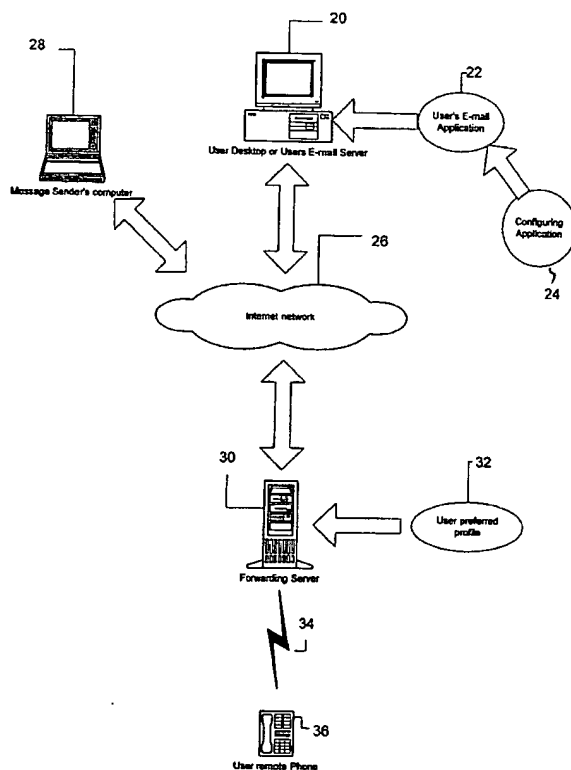 20
28
22
User's E-mail
Application
User Desktop or Users E-mail Server
Message Sender's computer
Configuring
Application
24
26
Internet network
30
32
User preferred
profile
Forwarding Server
34
36
User remote Phone